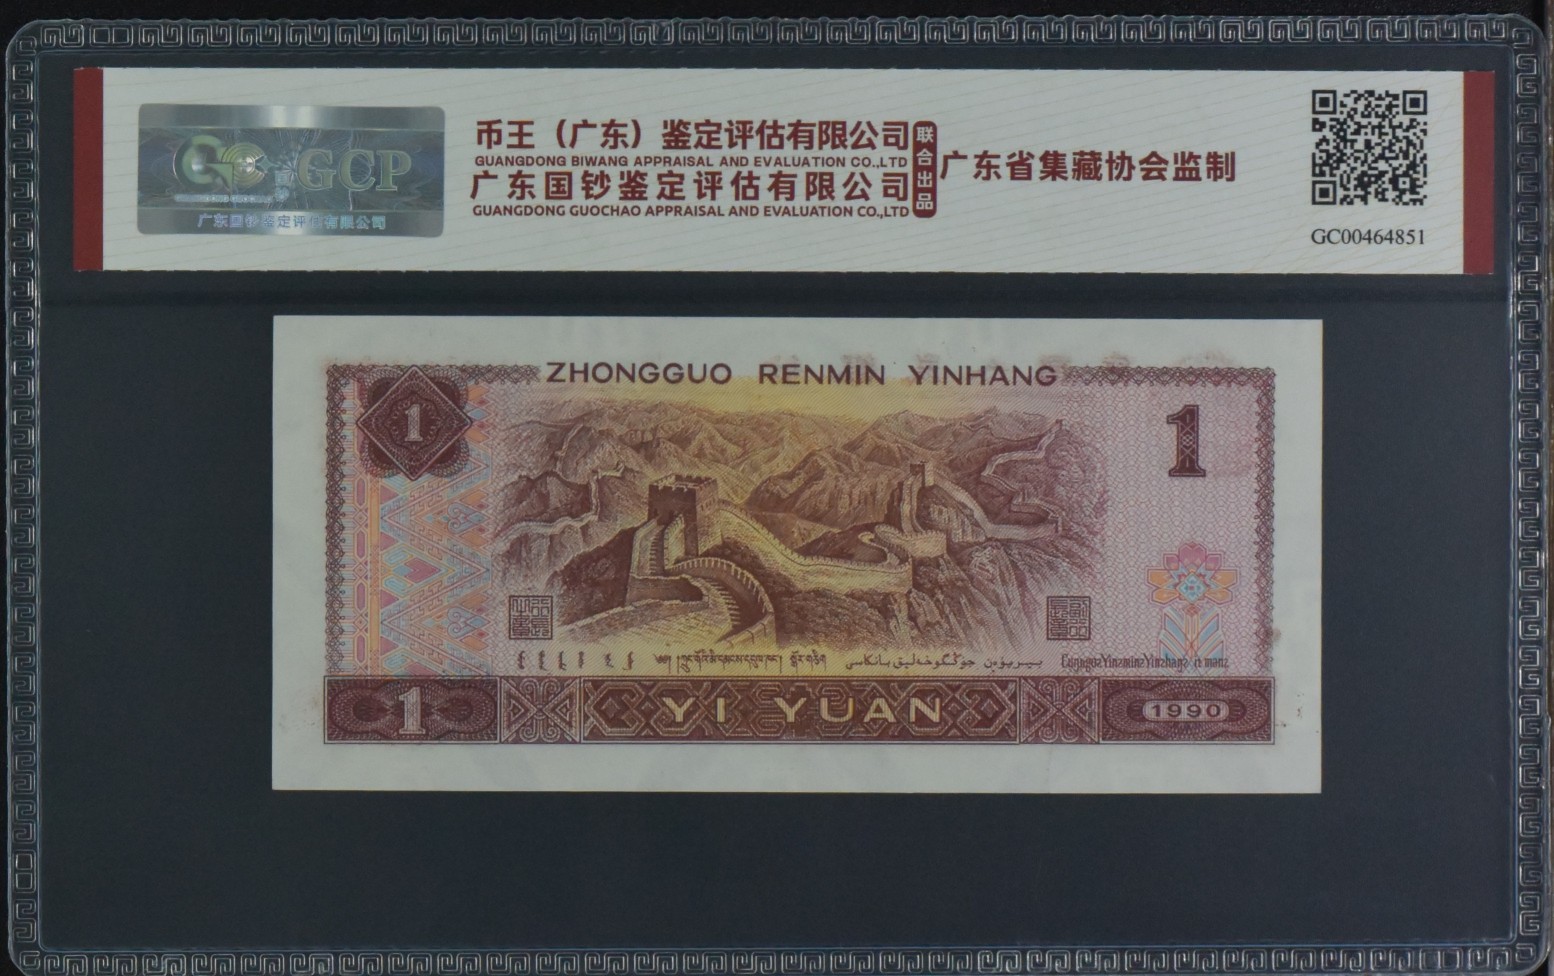 GCP
广东国钞鉴定评估有限公司
币王（广东）鉴定评估有限公司
GUANGDONG BIWANG APPRAISAL AND EVALUATION CO.,LTD
广东国钞鉴定评估有限公司
GUANGDONG GUOCHAO APPRAISAL AND EVALUATION CO.,LTD
联合出品
广东省集藏协会监制
GC00464851
ZHONGGUO RENMIN YINHANG
1
1
1
YI YUAN
1990